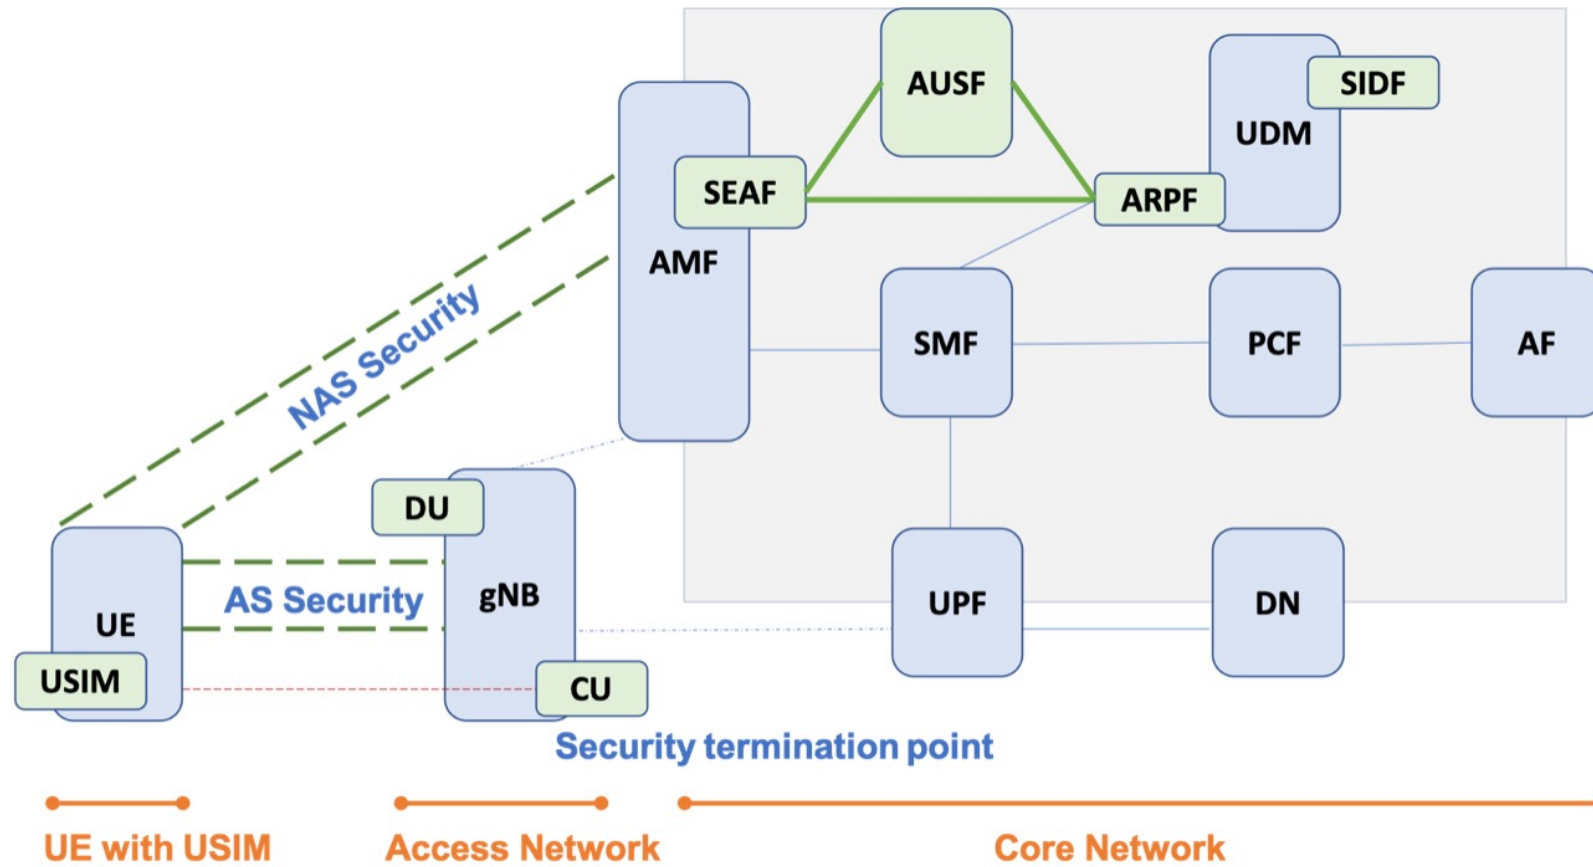 AUSF
SIDF
UDM
SEAF
ARPF
AMF
NAS Security
SMF
PCF
AF
DU
gNB
AS Security
UE
USIM
CU
UPF
DN
Security termination point
UE with USIM
Access Network
Core Network